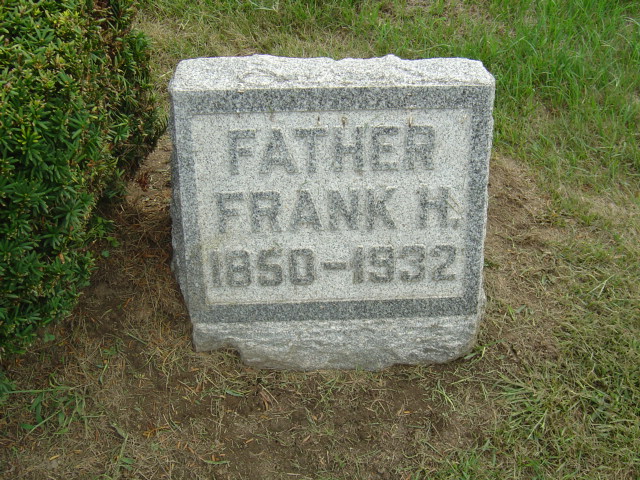 FATHER
FRANK H.
1850-1932